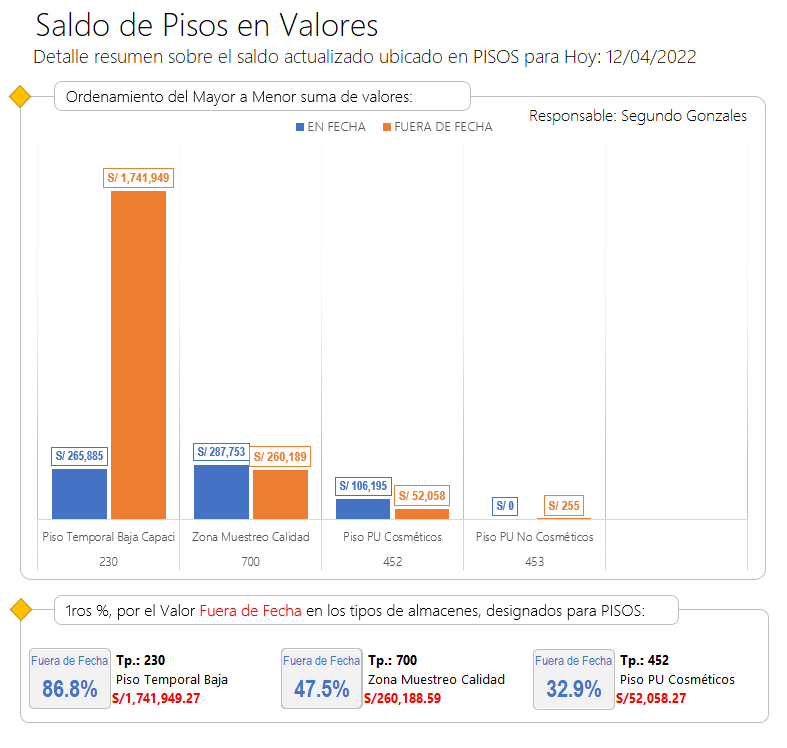 Saldo de Pisos en Valores
Detalle resumen sobre el saldo actualizado ubicado en PISOS para Hoy: 12/04/2022
Ordenamiento del Mayor a Menor suma de valores:
Responsable: Segundo Gonzales
EN FECHA FUERA DE FECHA
S/ 1,741,949
S/ 265,885
S/ 287,753
S/ 260,189
S/ 106,195
S/ 52,058
S/ 0
S/ 255
Piso Temporal Baja Capaci
Zona Muestreo Calidad
Piso PU Cosméticos
Piso PU No Cosméticos
230
700
452
453
1ros %, por el Valor Fuera de Fecha en los tipos de almacenes, designados para PISOS:
Fuera de Fecha
86.8%
Tp.: 230
Piso Temporal Baja
S/1,741,949.27
Fuera de Fecha
47.5%
Tp.: 700
Zona Muestreo Calidad
S/260,188.59
Fuera de Fecha
32.9%
Tp.: 452
Piso PU Cosméticos
S/52,058.27